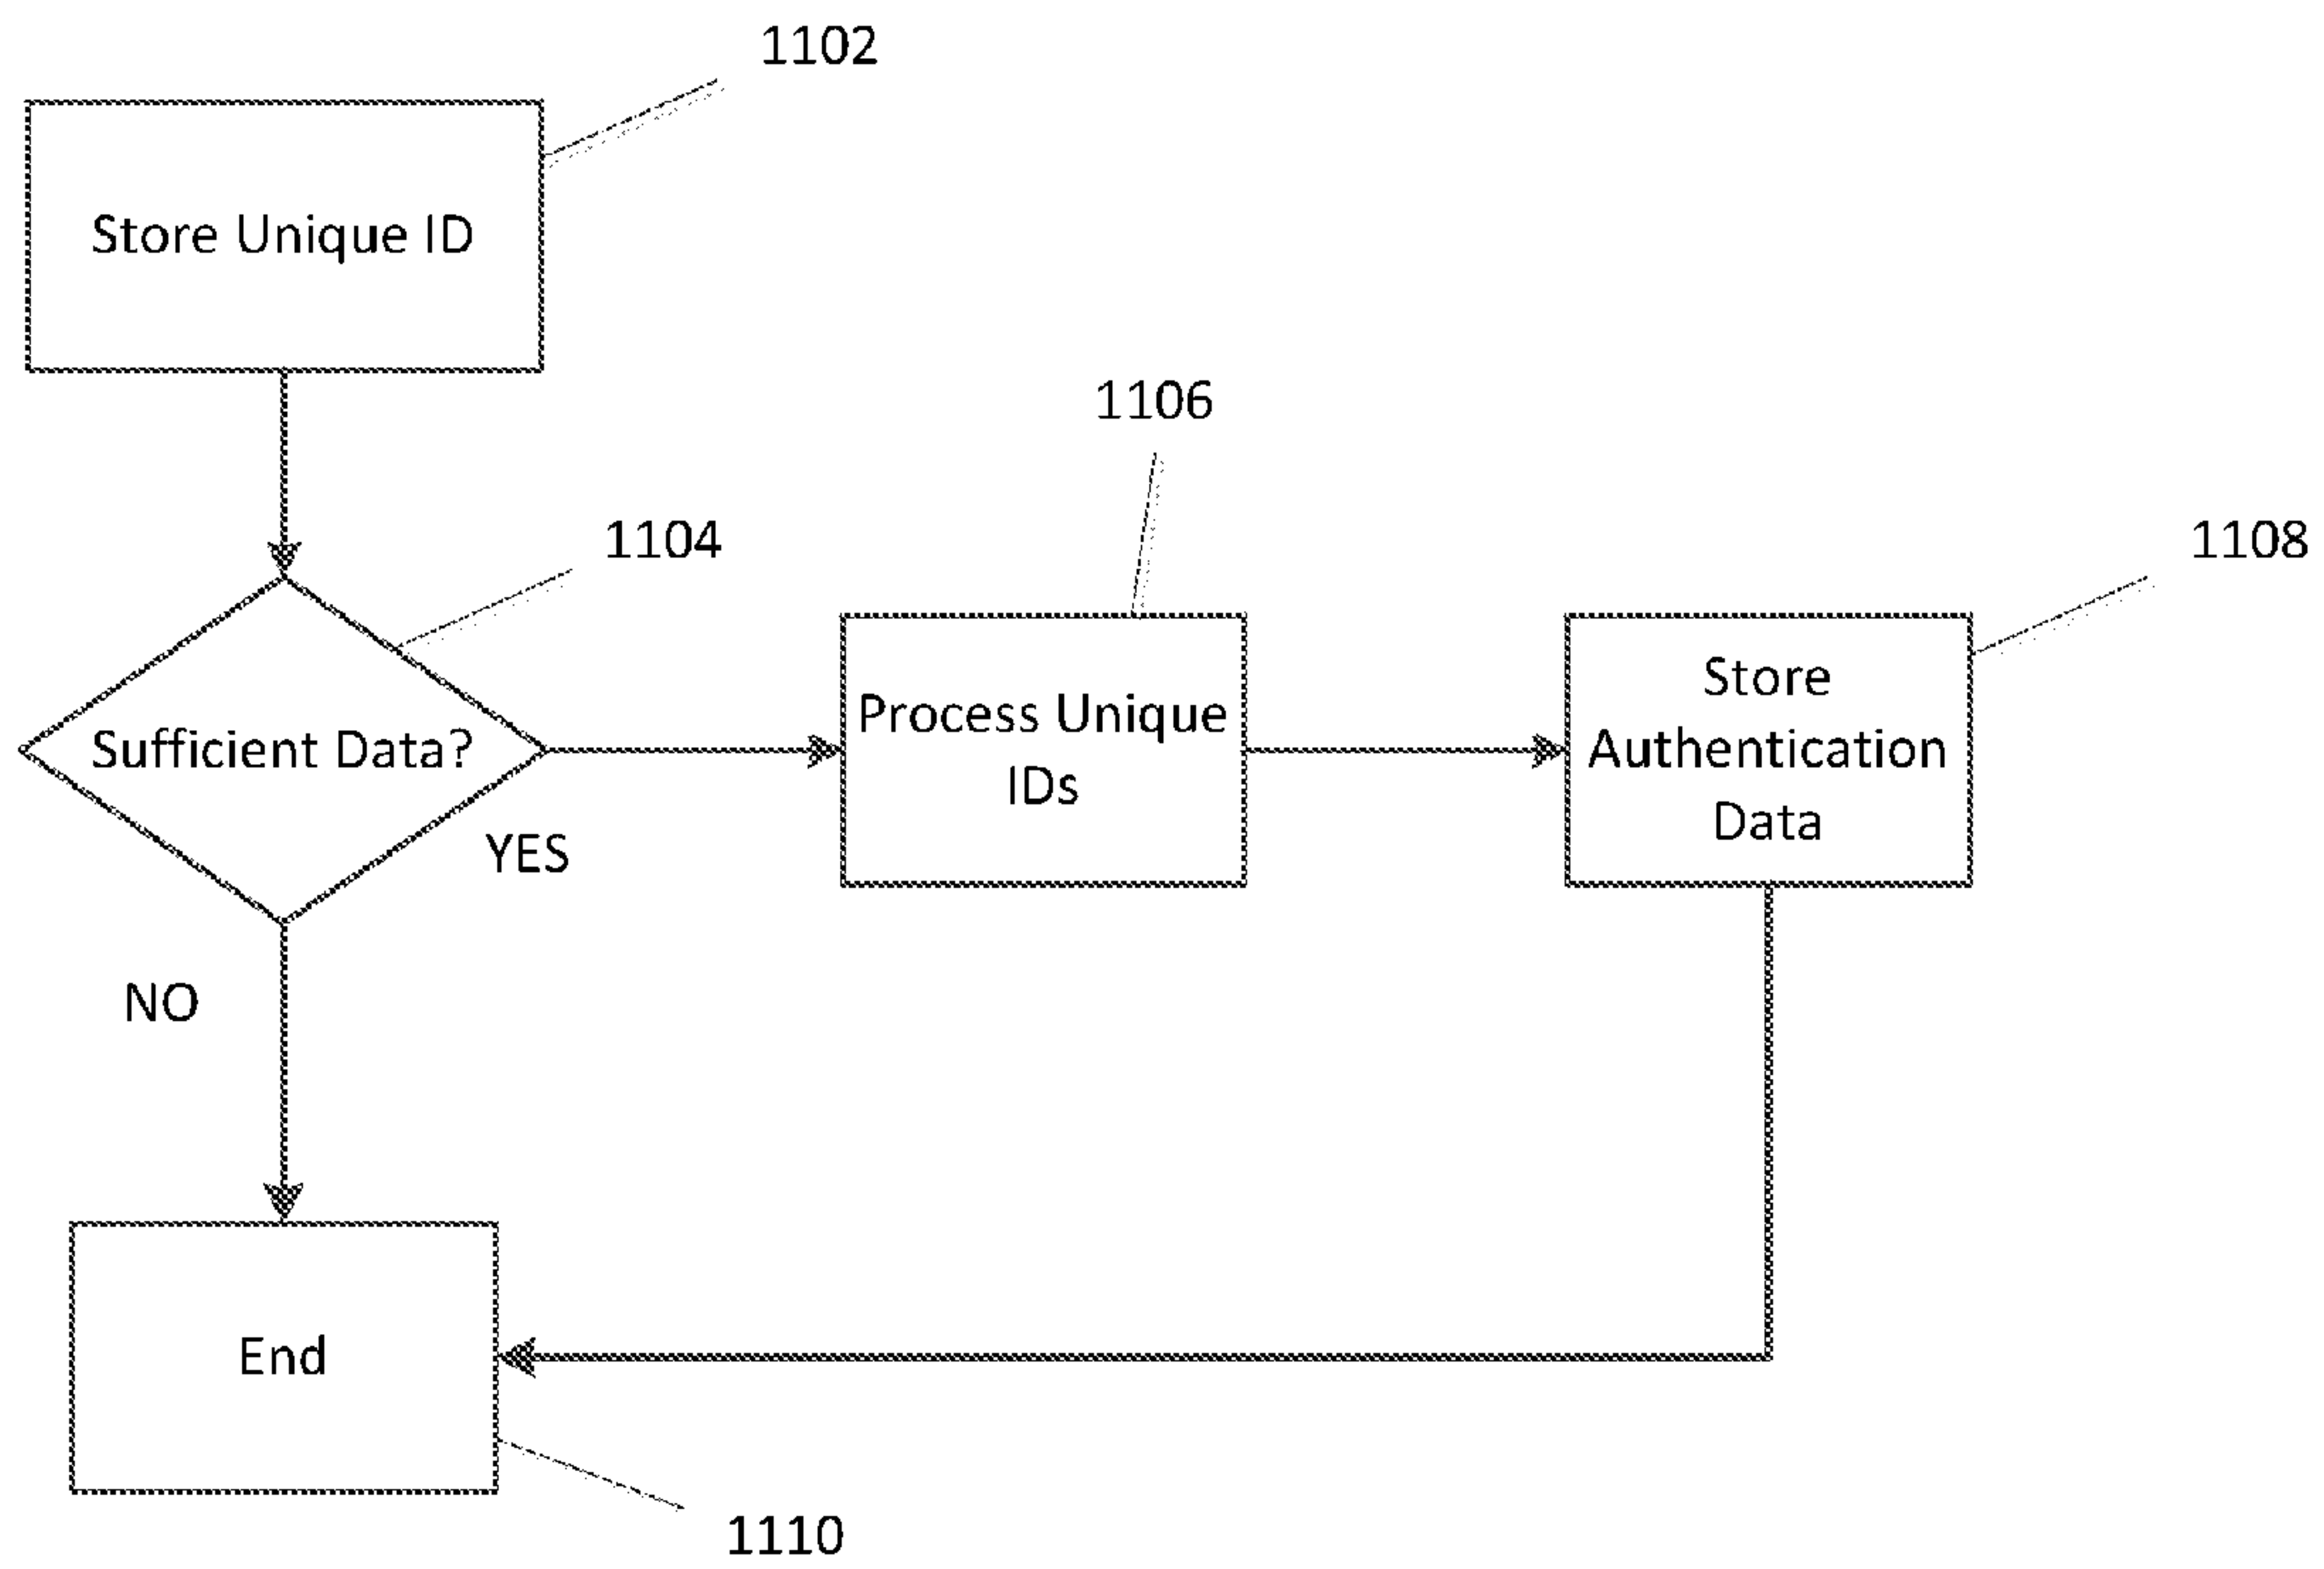 1102
Store Unique ID
1106
1104
1108
Sufficient Data?
YES
Process Unique
IDs
Store
Authentication
Data
NO
End
1110